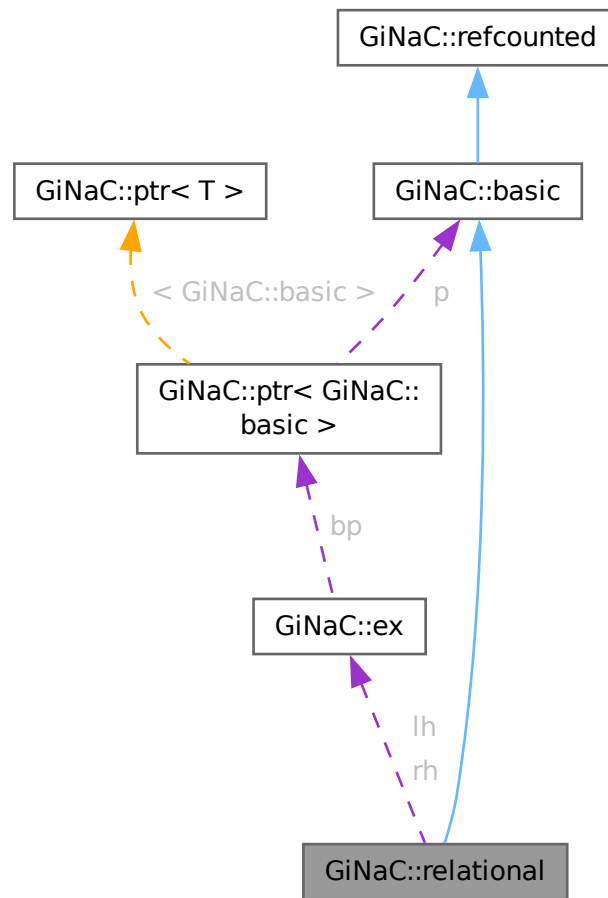 GiNaC::refcounted
GiNaC::ptr< T >
GiNaC::basic
< GiNaC::basic >
p
GiNaC::ptr< GiNaC::
basic >
bp
GiNaC::ex
lh
rh
GiNaC::relational